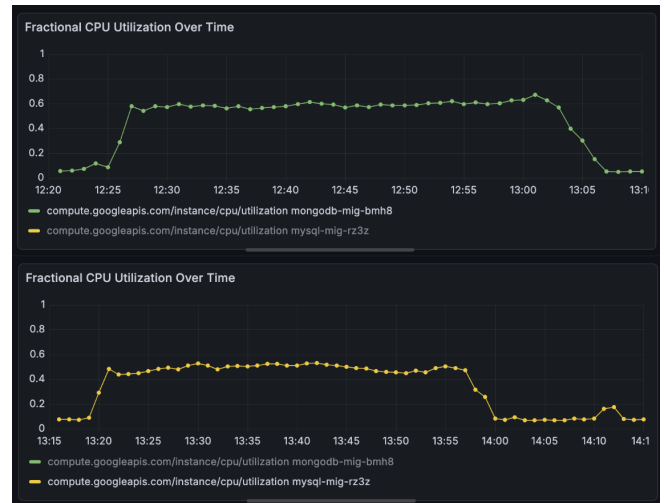 Fractional CPU Utilization Over Time
1
0.8
0.6
0.4
0.2
0
12:20 12:25 12:30 12:35 12:40 12:45 12:50 12:55 13:00 13:05 13:1
compute.googleapis.com/instance/cpu/utilization mongodb-mig-bmh8
compute.googleapis.com/instance/cpu/utilization mysql-mig-rz3z
Fractional CPU Utilization Over Time
1
0.8
0.6
0.4
0.2
0
13:15 13:20 13:25 13:30 13:35 13:40 13:45 13:50 13:55 14:00 14:05 14:10 14:1
compute.googleapis.com/instance/cpu/utilization mongodb-mig-bmh8
compute.googleapis.com/instance/cpu/utilization mysql-mig-rz3z